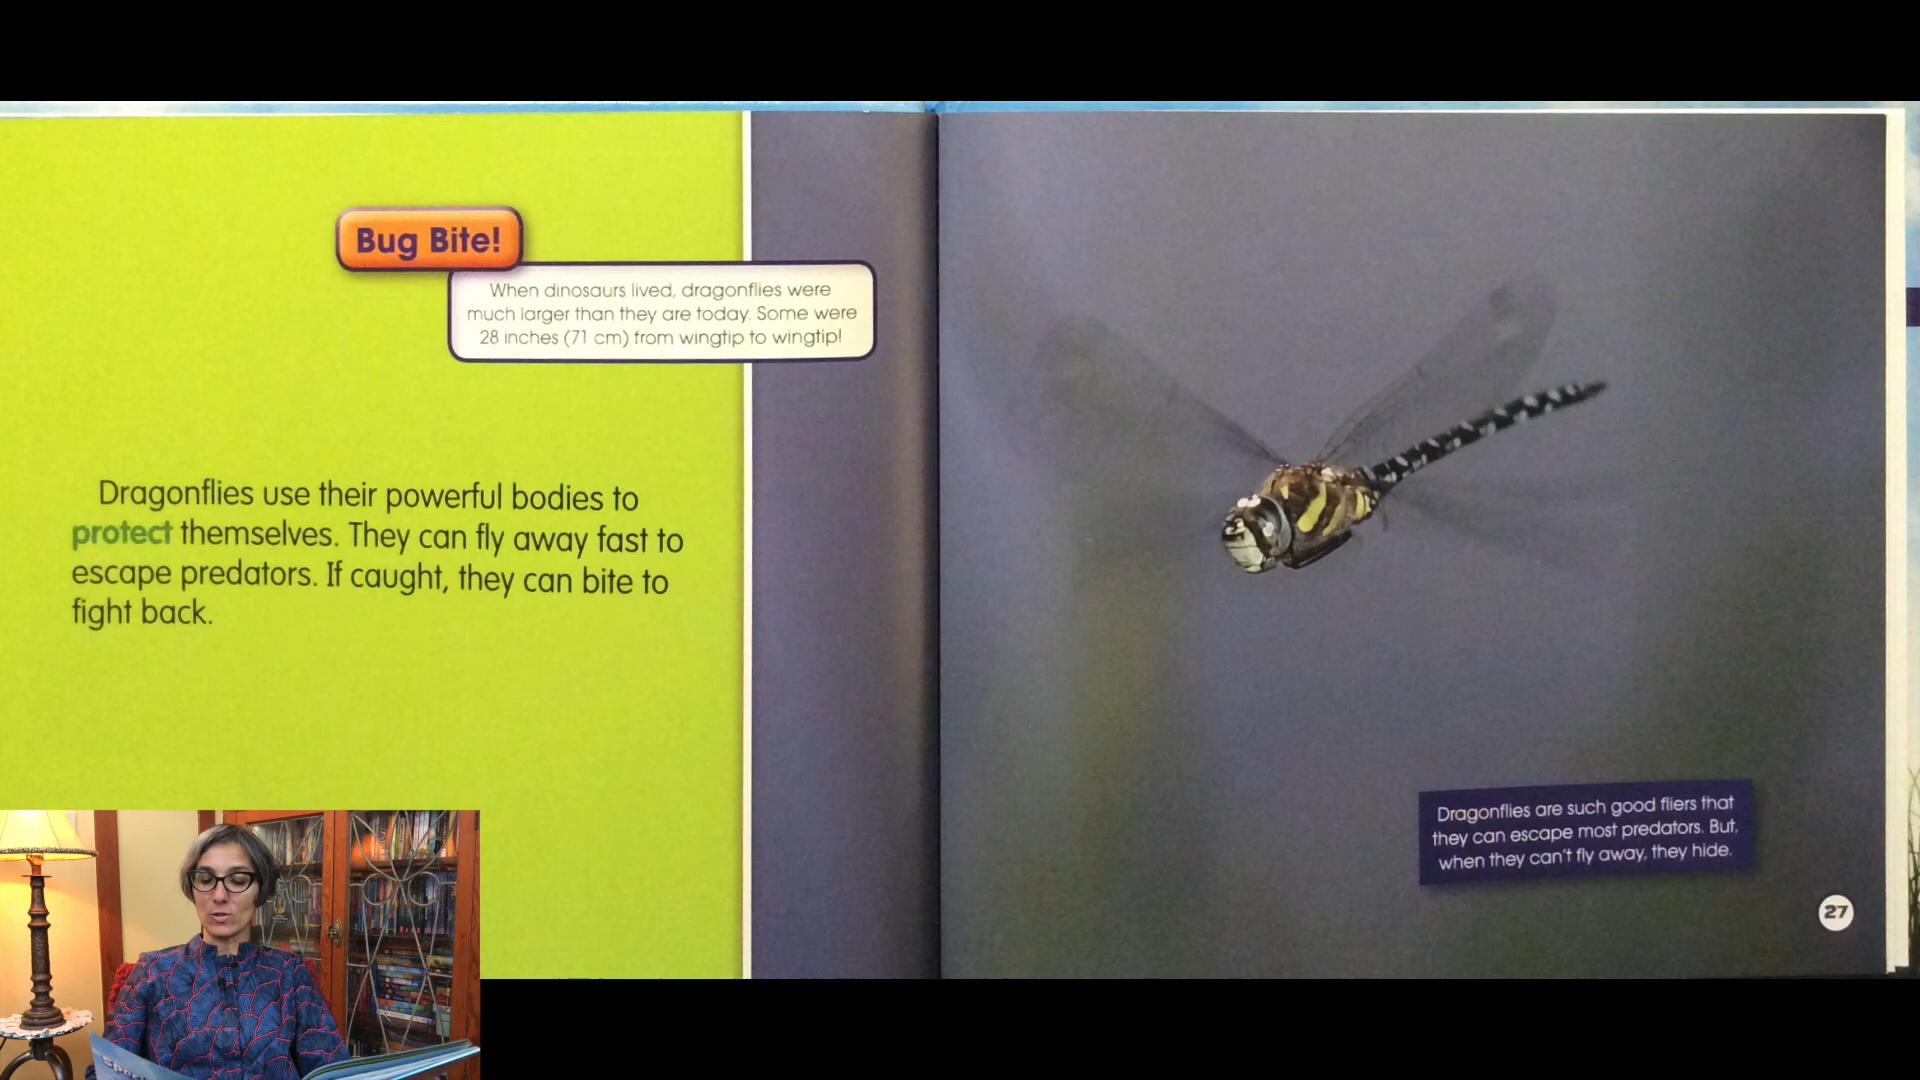 Bug Bite!
When dinosaurs lived, dragonflies were
much larger than they are today. Some were
28 inches (71 cm) from wingtip to wingtip!
Dragonflies use their powerful bodies to
protect themselves. They can fly away fast to
escape predators. If caught, they can bite to
fight back.
Dragonflies are such good fliers that
they can escape most predators. But,
when they can't fly away, they hide.
27